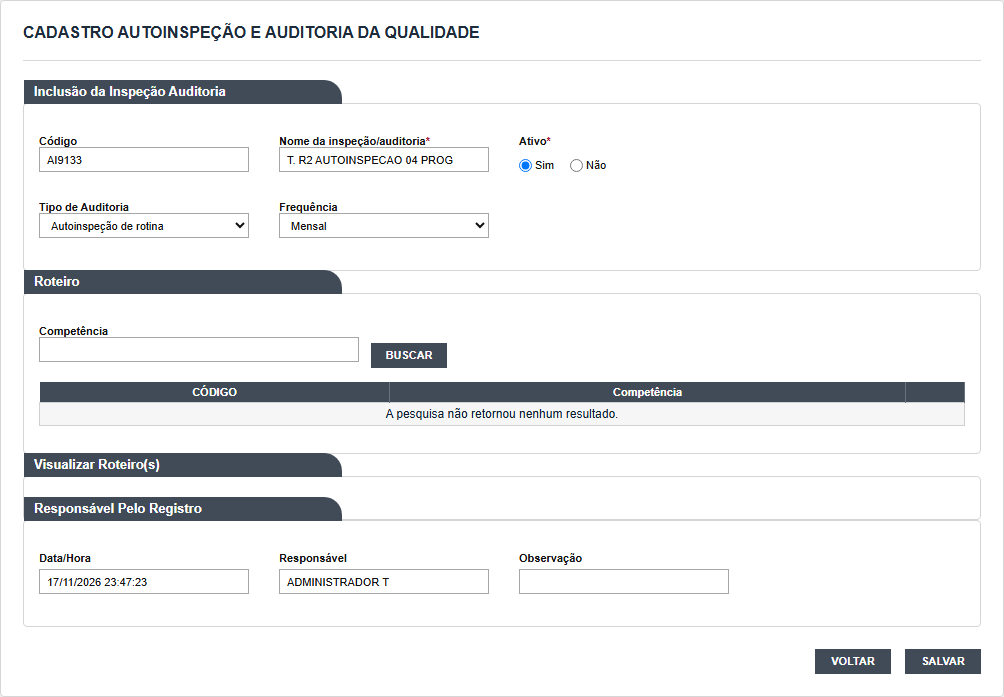 CADASTRO AUTOINSPEÇÃO E AUDITORIA DA QUALIDADE
Inclusão da Inspeção Auditoria
Código Nome da inspeção/auditoria* Ativo*
AI9133 T. R2 AUTOINSPECAO 04 PROG Sim Não
Tipo de Auditoria Frequência
Autoinspeção de rotina Mensal
Roteiro
Competência
BUSCAR
CÓDIGO Competência
A pesquisa não retornou nenhum resultado.
Visualizar Roteiro(s)
Responsável Pelo Registro
Data/Hora Responsável Observação
17/11/2026 23:47:23 ADMINISTRADOR T
VOLTAR SALVAR